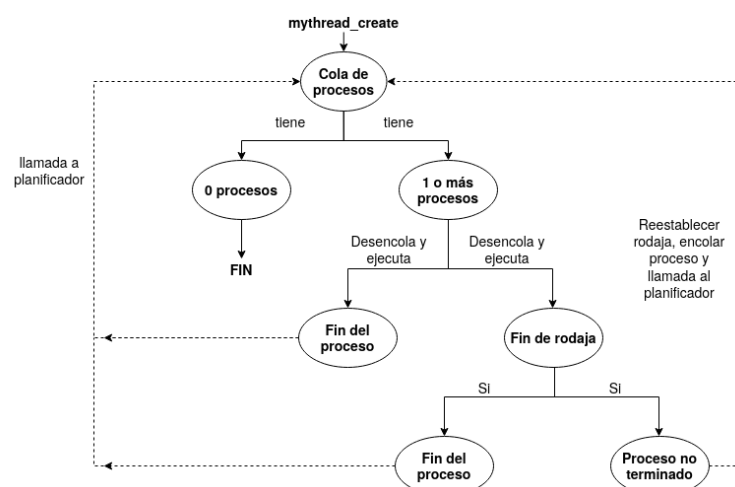 mythread_create
Cola de
procesos
tiene
tiene
llamada a
planificador
0 procesos
1 o más
procesos
Desencola y
ejecuta
Desencola y
ejecuta
Reestablecer
rodaja, encolar
proceso y
llamada al
planificador
FIN
Fin del
proceso
Fin de rodaja
Si
Si
Fin del
proceso
Proceso no
terminado